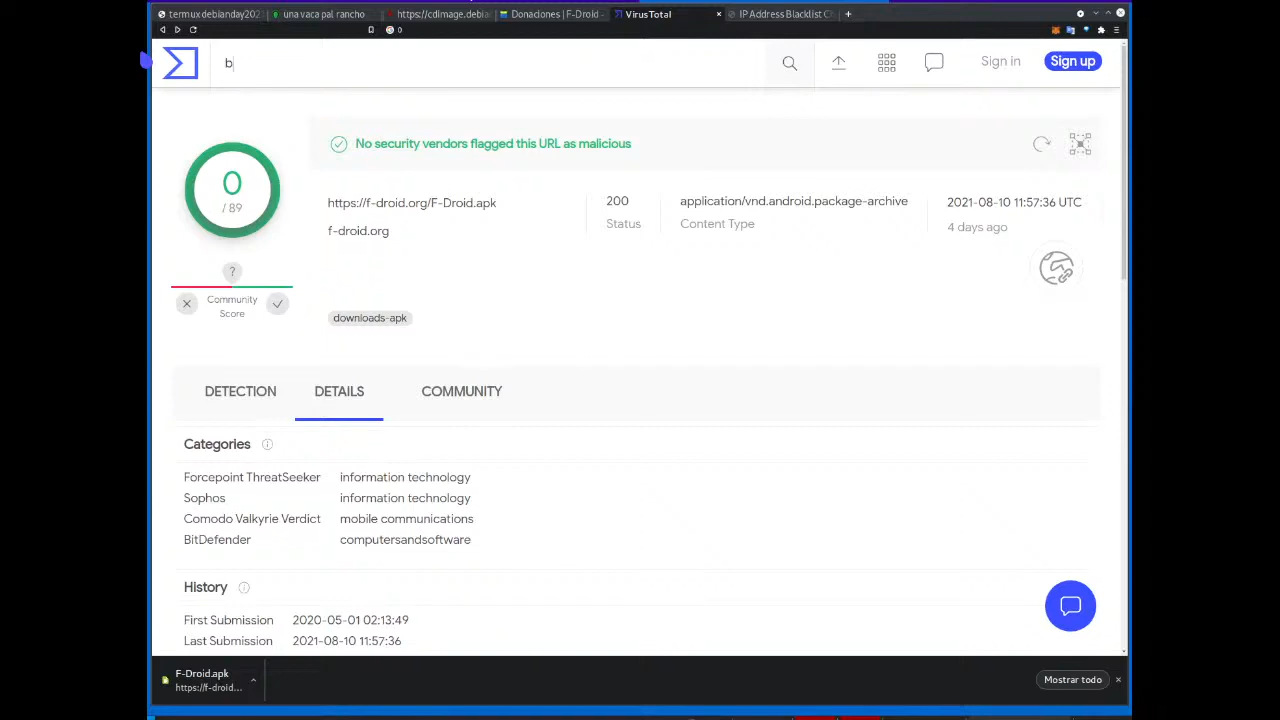 termux debianday2021
una vaca pal rancho
https://cdimage.debia
Donaciones | F-Droid -
VirusTotal
IP Address Blacklist Ch
0
b
Sign in
Sign up
No security vendors flagged this URL as malicious
0
/ 89
https://f-droid.org/F-Droid.apk
f-droid.org
200
Status
application/vnd.android.package-archive
Content Type
2021-08-10 11:57:36 UTC
4 days ago
?
Community
Score
downloads-apk
DETECTION
DETAILS
COMMUNITY
Categories
Forcepoint ThreatSeeker information technology
Sophos information technology
Comodo Valkyrie Verdict mobile communications
BitDefender computersandsoftware
History
First Submission 2020-05-01 02:13:49
Last Submission 2021-08-10 11:57:36
F-Droid.apk
https://f-droid...
Mostrar todo